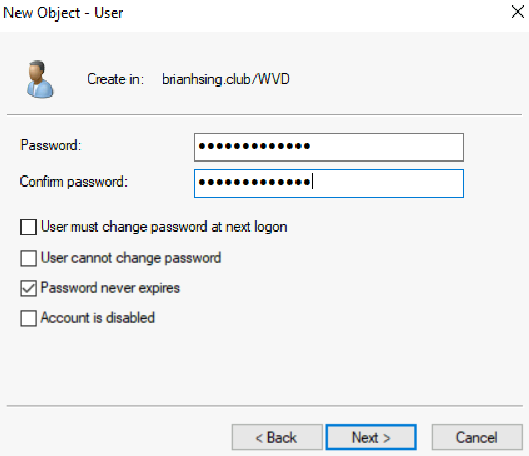 New Object - User
Create in: brianhsing.club/WVD
Password: •••••••••••••
Confirm password: •••••••••••••
User must change password at next logon
User cannot change password
Password never expires
Account is disabled
< Back Next > Cancel